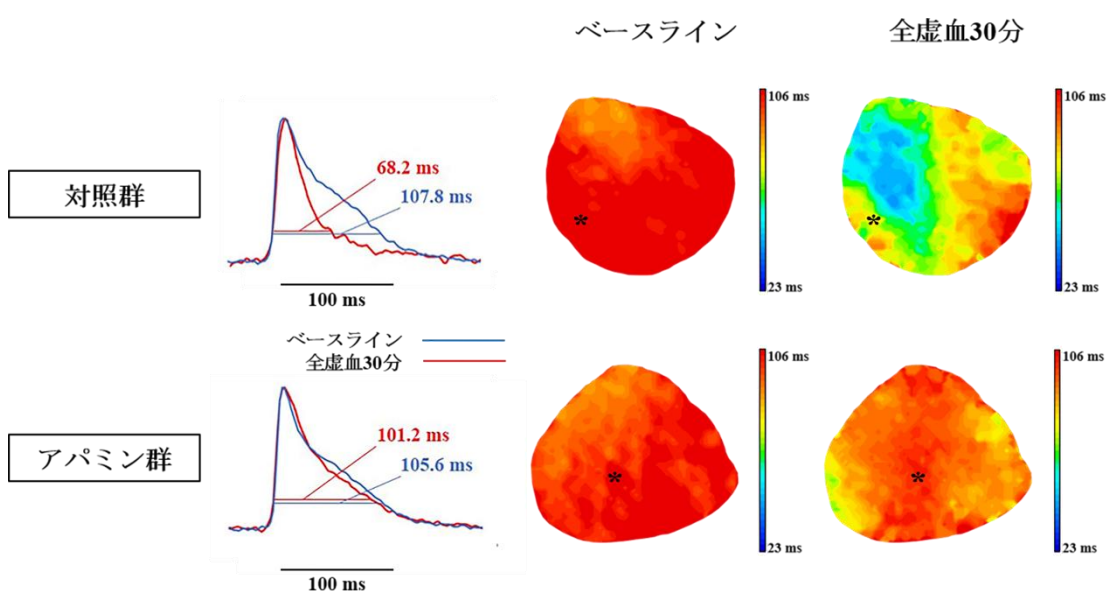 ベースライン
全虚血30分
対照群
68.2 ms
107.8 ms
100 ms
*
106 ms
23 ms
*
106 ms
23 ms
ベースライン
全虚血30分
アパミン群
101.2 ms
105.6 ms
100 ms
*
106 ms
23 ms
*
106 ms
23 ms